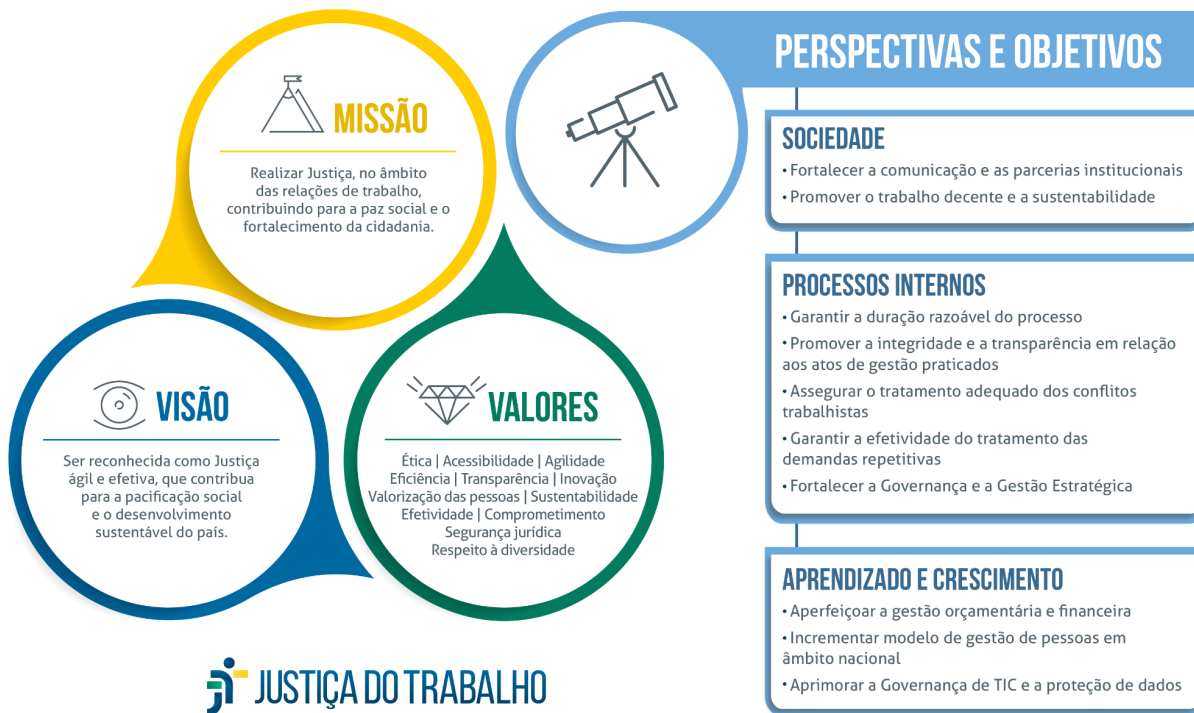 MISSÃO
Realizar Justiça, no âmbito
das relações de trabalho,
contribuindo para a paz social e o
fortalecimento da cidadania.
VISÃO
Ser reconhecida como Justiça
ágil e efetiva, que contribua
para a pacificação social
e o desenvolvimento
sustentável do país.
VALORES
Ética | Acessibilidade | Agilidade
Eficiência | Transparência | Inovação
Valorização das pessoas | Sustentabilidade
Efetividade | Comprometimento
Segurança jurídica
Respeito à diversidade
JUSTIÇA DO TRABALHO
PERSPECTIVAS E OBJETIVOS
SOCIEDADE
• Fortalecer a comunicação e as parcerias institucionais
• Promover o trabalho decente e a sustentabilidade
PROCESSOS INTERNOS
• Garantir a duração razoável do processo
• Promover a integridade e a transparência em relação
aos atos de gestão praticados
• Assegurar o tratamento adequado dos conflitos
trabalhistas
• Garantir a efetividade do tratamento das
demandas repetitivas
• Fortalecer a Governança e a Gestão Estratégica
APRENDIZADO E CRESCIMENTO
• Aperfeiçoar a gestão orçamentária e financeira
• Incrementar modelo de gestão de pessoas em
âmbito nacional
• Aprimorar a Governança de TIC e a proteção de dados